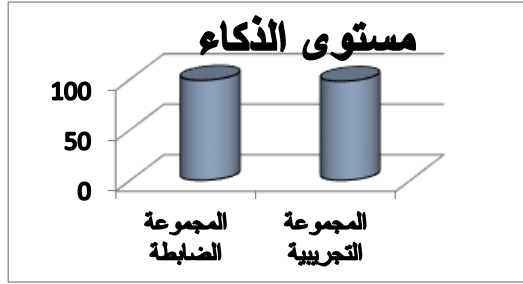 مستوى الذكاء
100
50
0
المجموعة الضابطة
المجموعة التجريبية